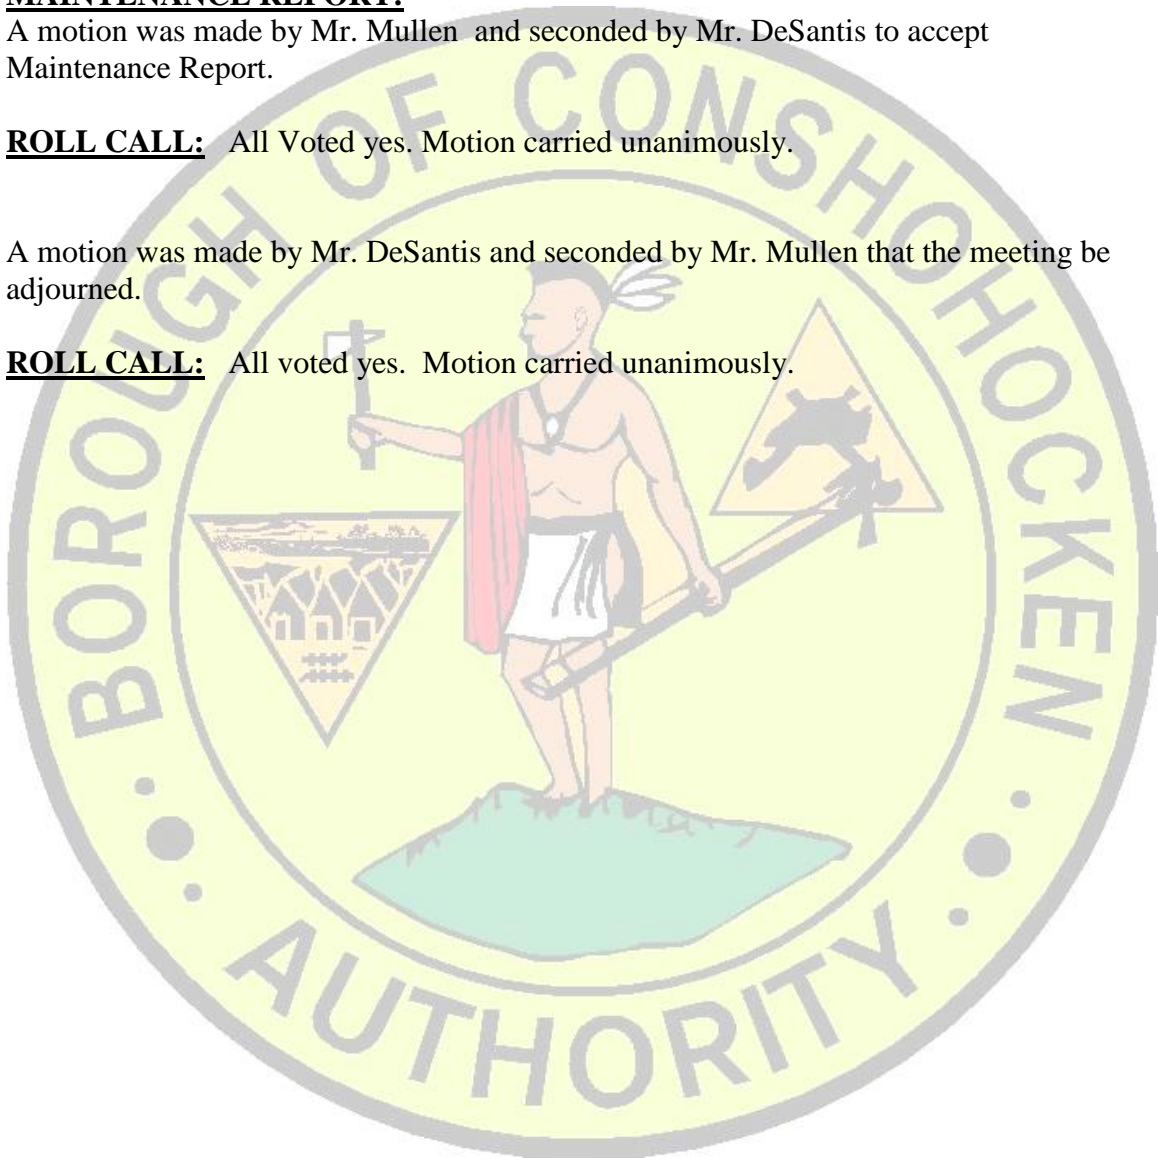 MAINTENANCE REPORT:
A motion was made by Mr. Mullen  and seconded by Mr. DeSantis to accept
Maintenance Report.
ROLL CALL:   All Voted yes. Motion carried unanimously.
A motion was made by Mr. DeSantis and seconded by Mr. Mullen that the meeting be
adjourned.
ROLL CALL:   All voted yes.  Motion carried unanimously.
BOROUGH OF CONSHOHOCKEN
AUTHORITY